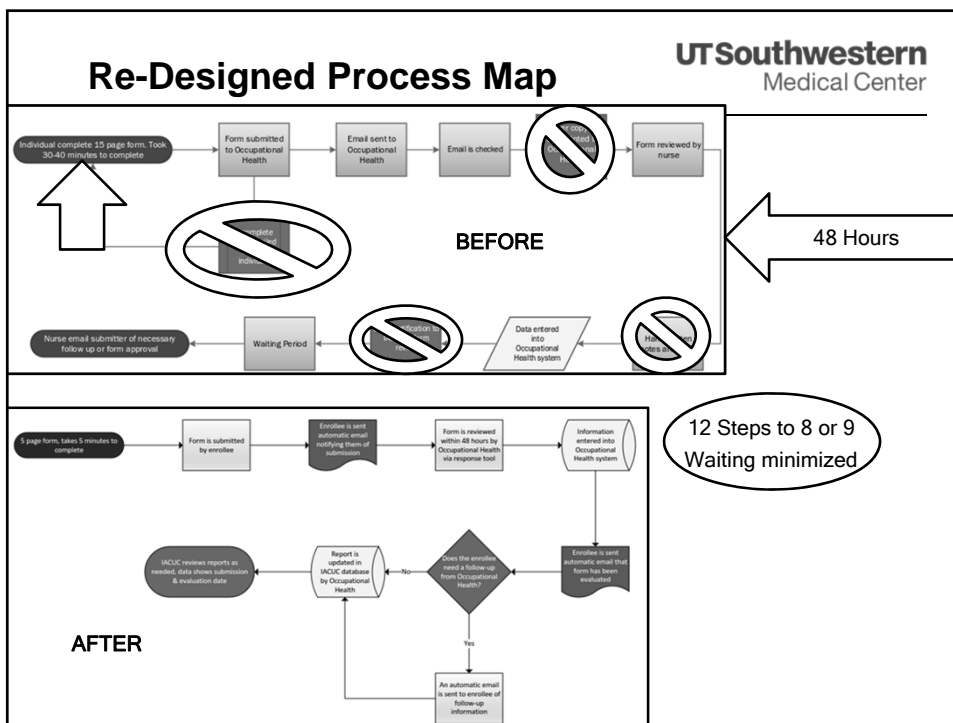 Re-Designed Process Map
UTSouthwestern
Medical Center
Individual complete 15 page form. Took
30-40 minutes to complete
Form submitted
to Occupational
Health
Email sent to
Occupational
Health
Email is checked
Form reviewed by
nurse
BEFORE
48 Hours
Nurse email submitter of necessary
follow up or form approval
Waiting Period
Data entered
into
Occupational
Health system
12 Steps to 8 or 9
Waiting minimized
5 page form, takes 5 minutes to
complete
Form is submitted
by enrollee
Enrollee is sent
automatic email
notifying them of
submission
Form is reviewed
within 48 hours by
Occupational Health
via response tool
Information
entered into
Occupational
Health system
IACUC reviews reports as
needed, data shows submission
& evaluation date
Report is
updated in
IACUC database
by Occupational
Health
No
Does the enrollee
need a follow-up
from Occupational
Health?
Enrollee is sent
automatic email that
form has been
evaluated
Yes
AFTER
An automatic email
is sent to enrollee of
follow-up
information